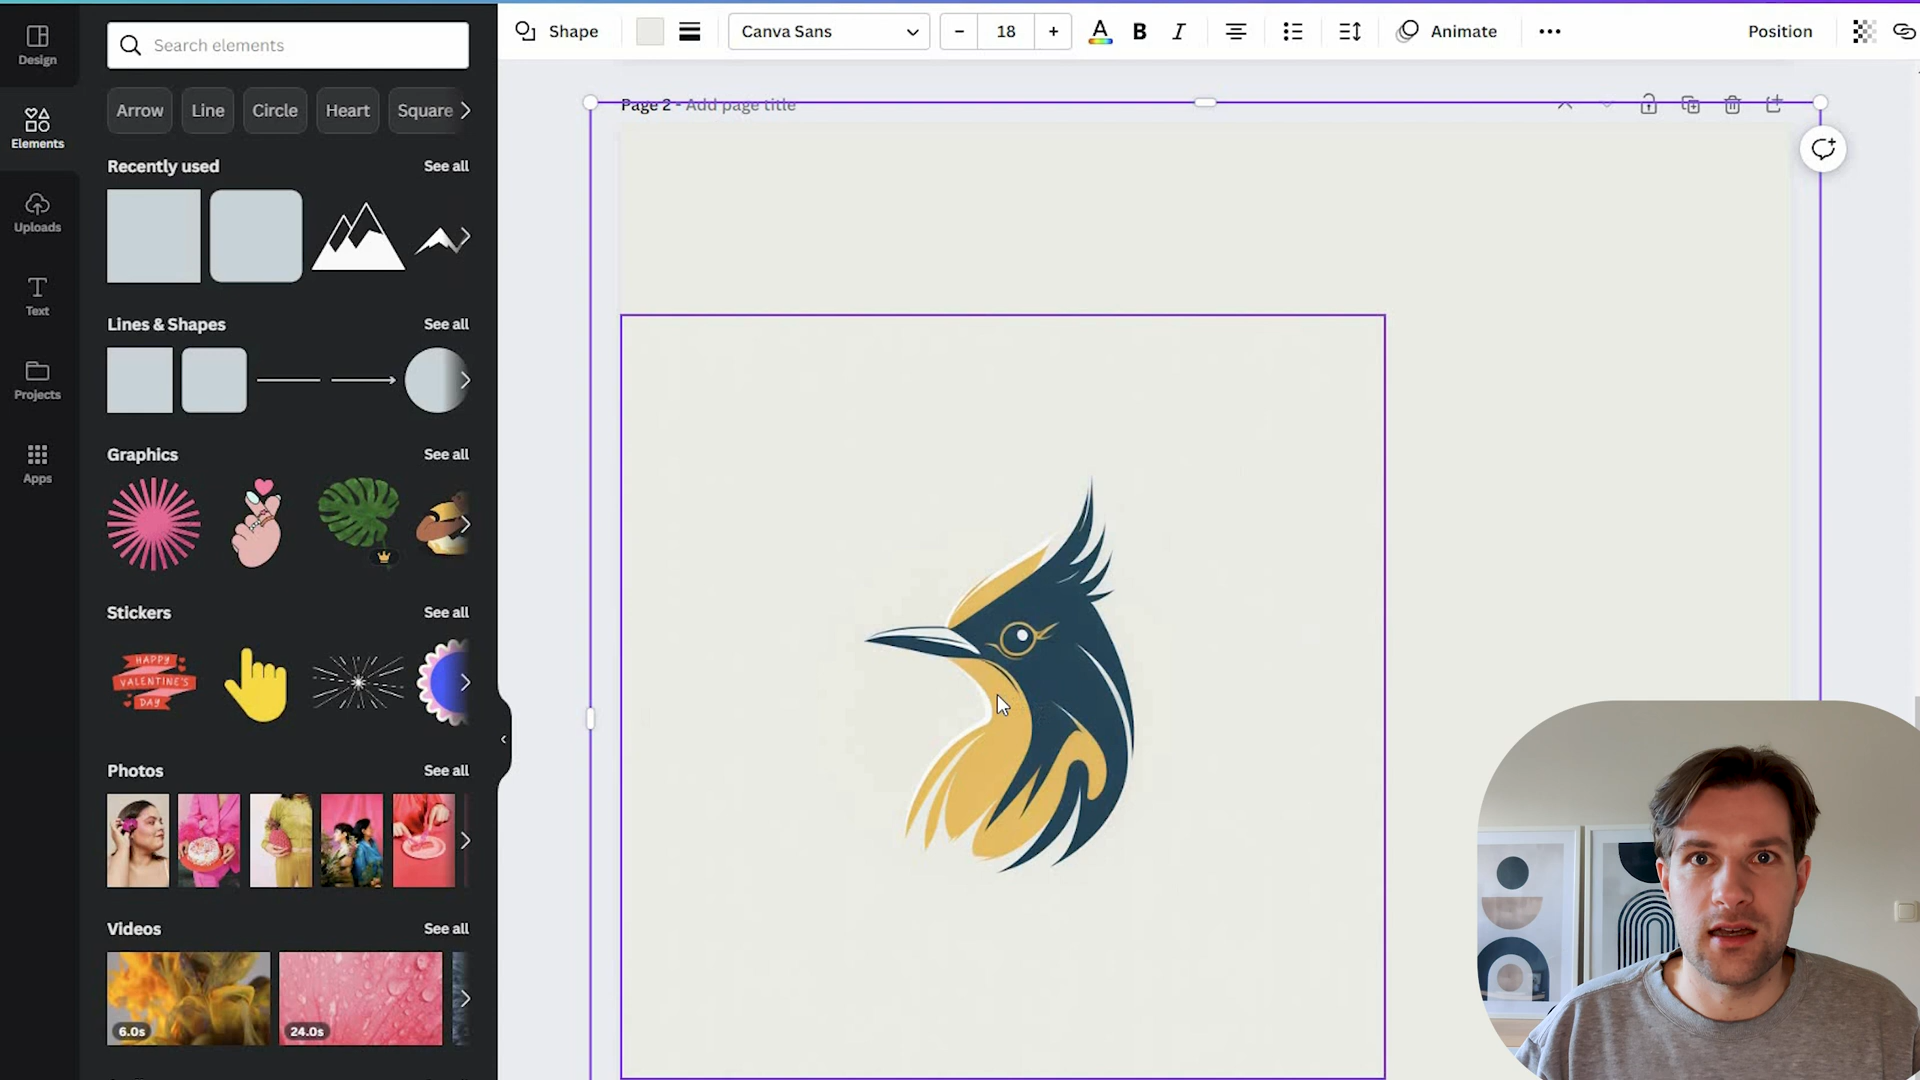 Design
Elements
Uploads
Text
Projects
Apps
Search elements
Arrow Line Circle Heart Square
Recently used See all
Lines & Shapes See all
Graphics See all
Stickers See all
HAPPY
VALENTINE'S
DAY
Photos See all
Videos See all
6.0s 24.0s
Shape Canva Sans 18 A B I Animate Position
Page 2 - Add page title